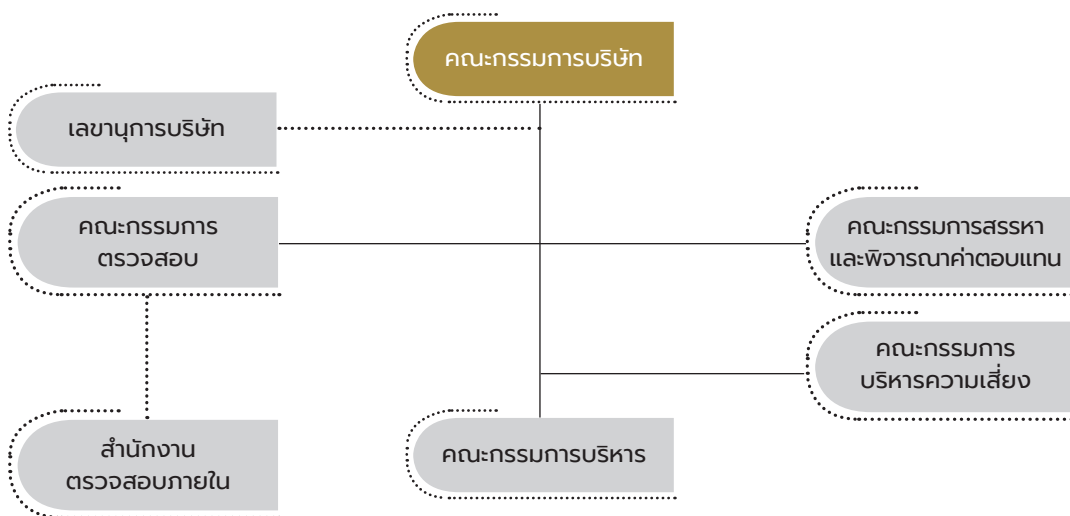 คณะกรรมการบริษัท
เลขานุการบริษัท
คณะกรรมการ
ตรวจสอบ
คณะกรรมการสรรหา
และพิจารณาค่าตอบแทน
คณะกรรมการ
บริหารความเสี่ยง
สำนักงาน
ตรวจสอบภายใน
คณะกรรมการบริหาร